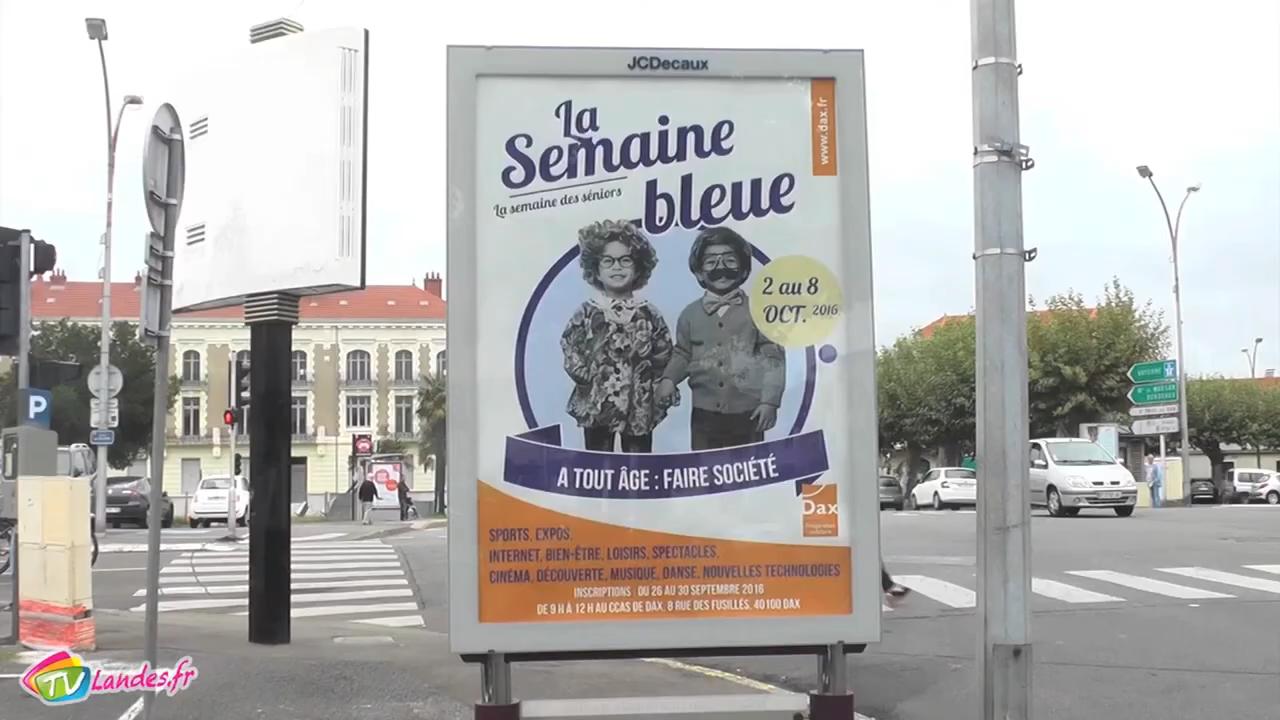 JCDecaux
www.dax.fr
La
Semaine
bleue
La semaine des séniors
2 au 8
OCT. 2016
A TOUT ÂGE : FAIRE SOCIÉTÉ
Dax
SPORTS, EXPOS,
INTERNET, BIEN-ÊTRE, LOISIRS, SPECTACLES,
CINÉMA, DÉCOUVERTE, MUSIQUE, DANSE, NOUVELLES TECHNOLOGIES
INSCRIPTIONS : DU 26 AU 30 SEPTEMBRE 2016
DE 9 H À 12 H AU CCAS DE DAX, 8 RUE DES FUSILLÉS, 40100 DAX
P
BAYONNE
BORDEAUX
TV Landes.fr